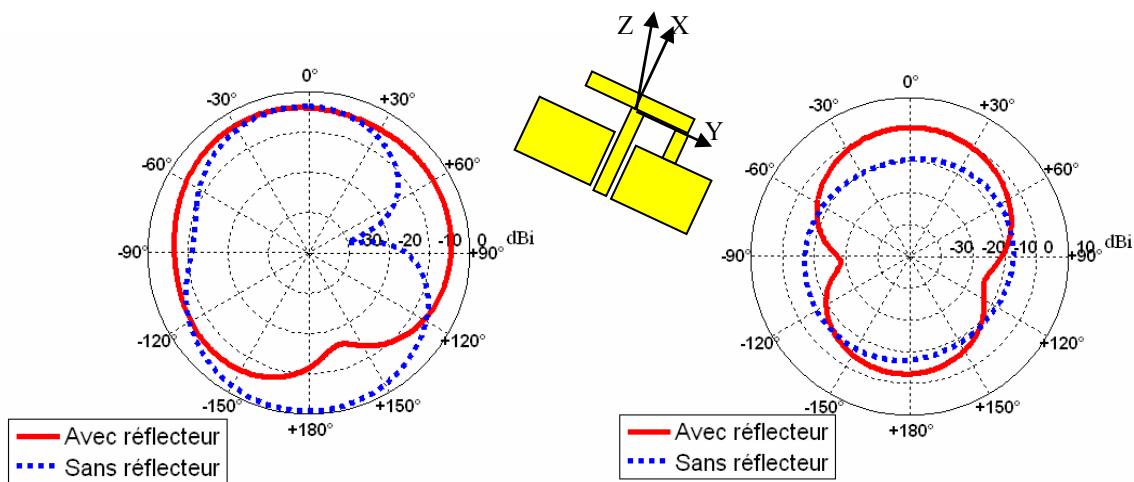 0°
-30°
+30°
-60°
+60°
-90°
-30 -20 -10 0 dBi
+90°
-120°
+120°
-150°
+150°
+180°
Avec réflecteur
Sans réflecteur
Z
X
Y
0°
-30°
+30°
-60°
+60°
-90°
-30 -20 -10 0 10 dBi
+90°
-120°
+120°
-150°
+150°
+180°
Avec réflecteur
Sans réflecteur